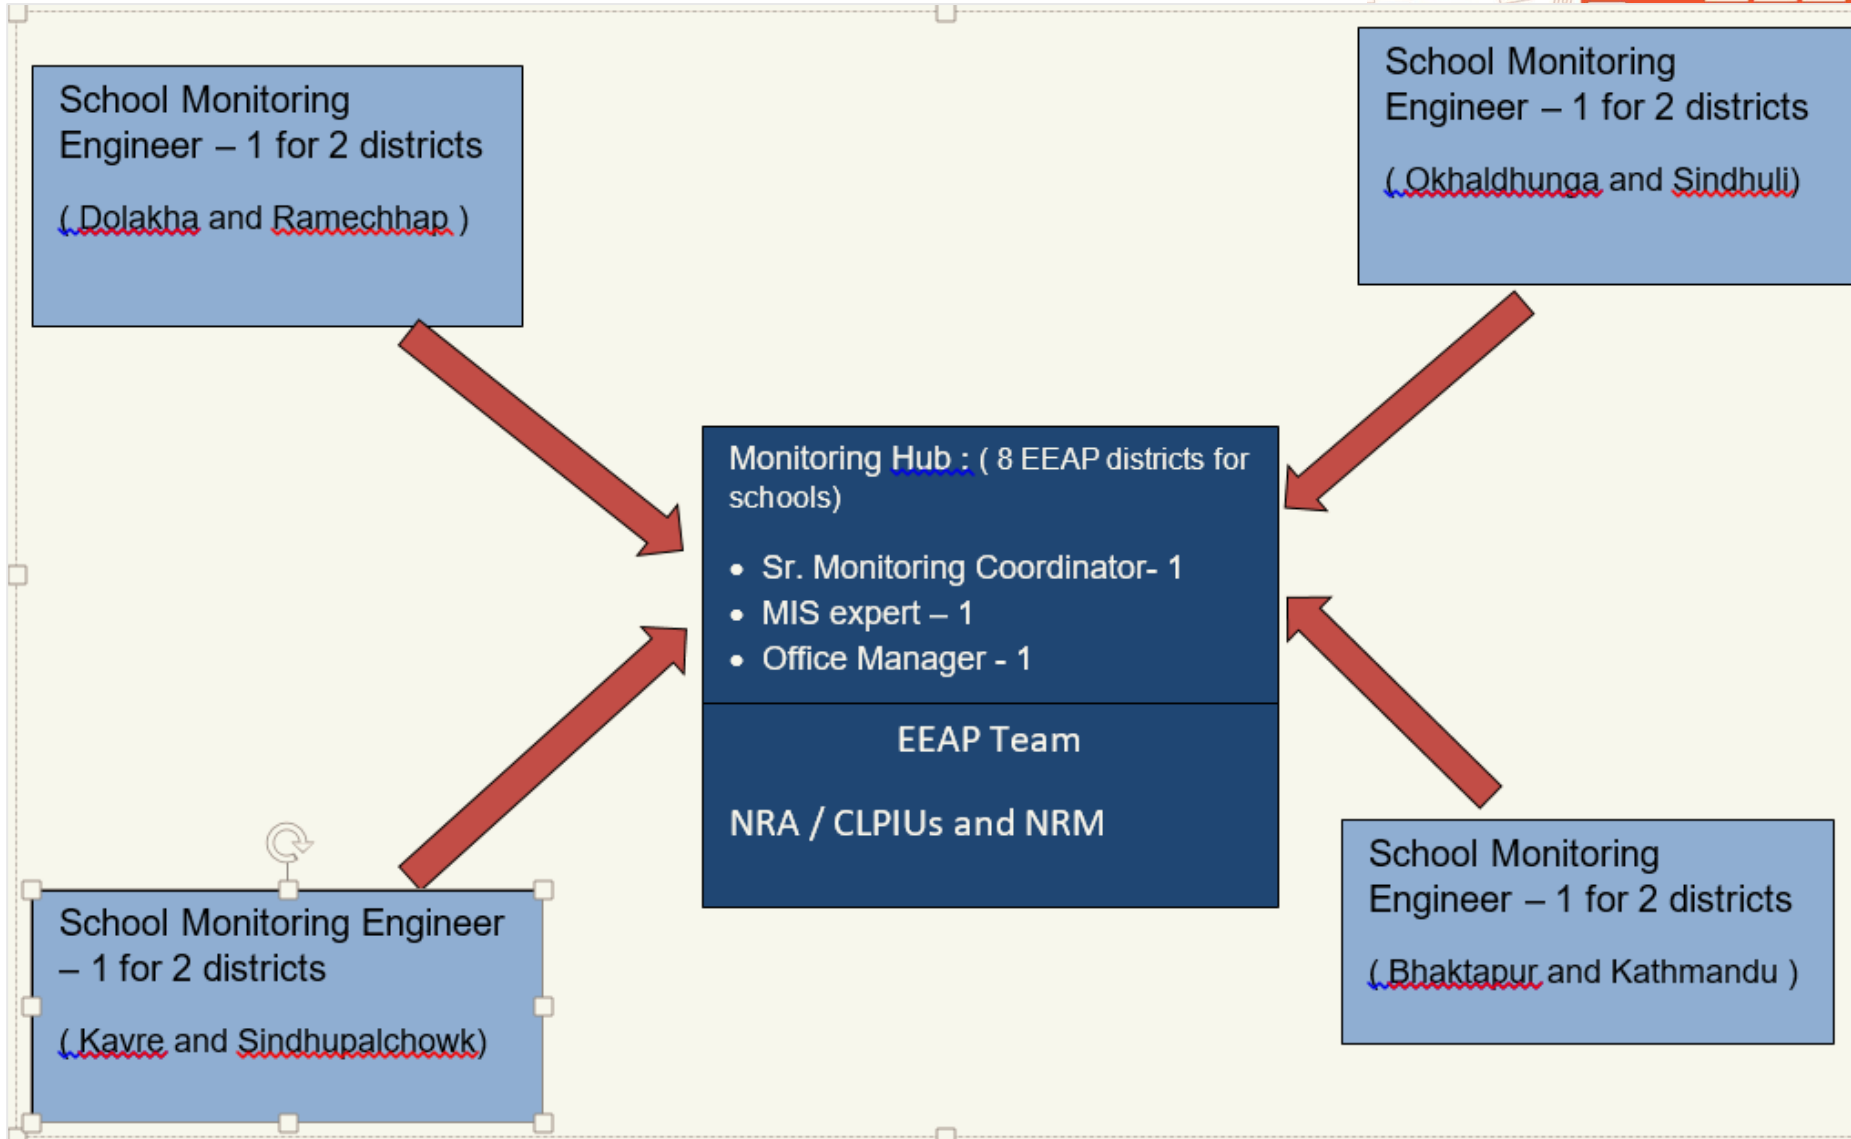 School Monitoring
Engineer – 1 for 2 districts
( Dolakha and Ramechhap )
School Monitoring
Engineer – 1 for 2 districts
( Okhaldhunga and Sindhuli)
Monitoring Hub : ( 8 EEAP districts for
schools)
• Sr. Monitoring Coordinator- 1
• MIS expert – 1
• Office Manager - 1
EEAP Team
NRA / CLPIUs and NRM
School Monitoring Engineer
– 1 for 2 districts
( Kavre and Sindhupalchowk)
School Monitoring
Engineer – 1 for 2 districts
( Bhaktapur and Kathmandu )